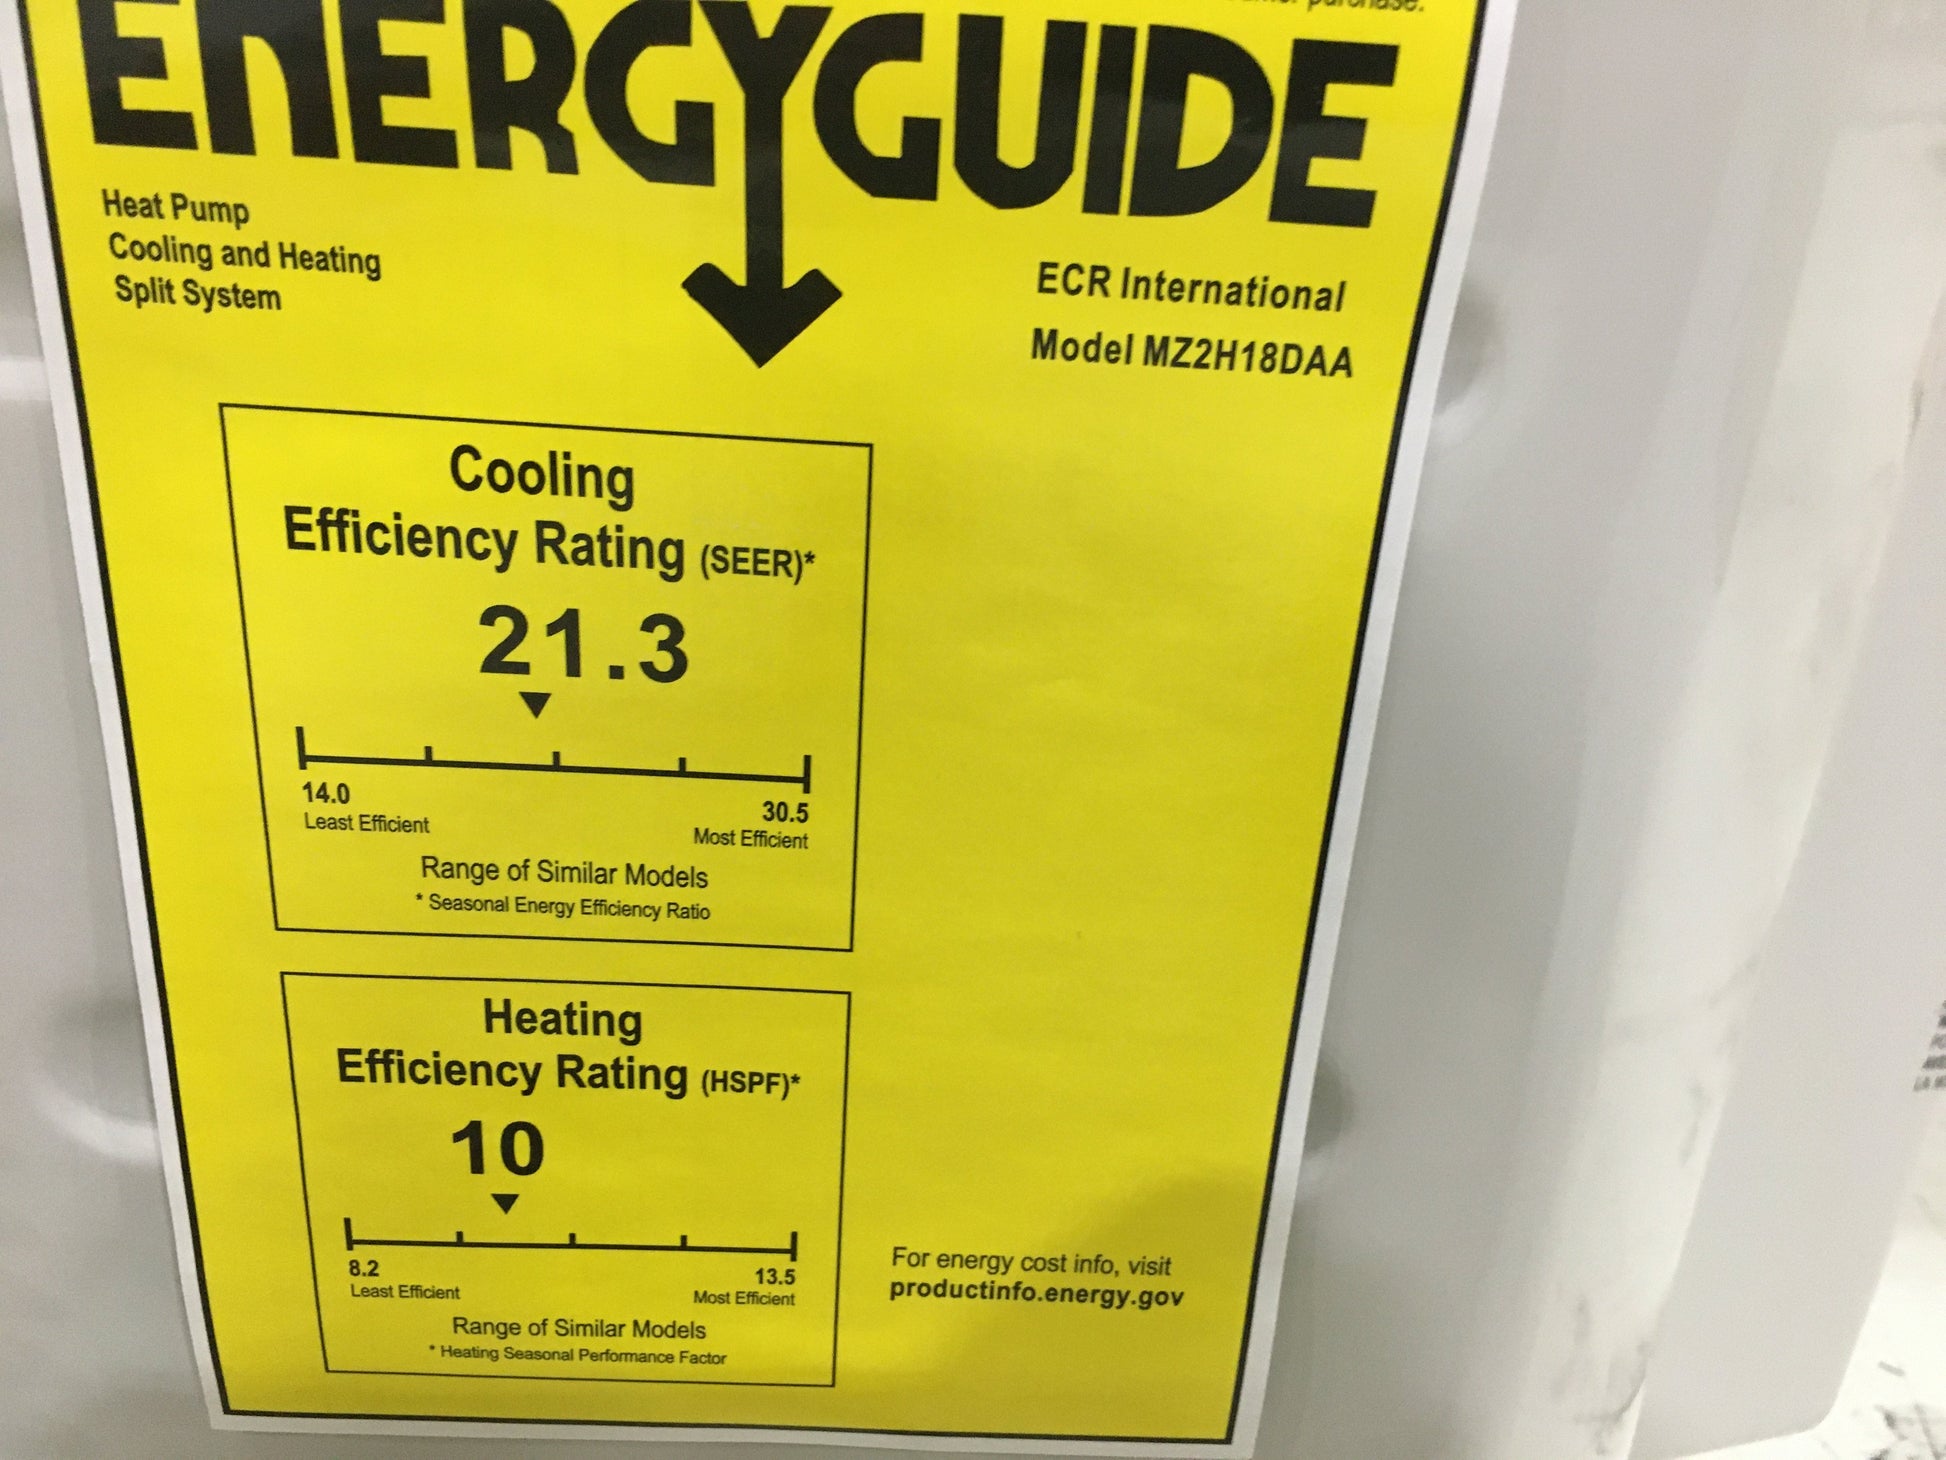 purchase.
ENERGYGUIDE
Heat Pump
Cooling and Heating
Split System
ECR International
Model MZ2H18DAA
Cooling
Efficiency Rating (SEER)*
21.3
14.0
Least Efficient
30.5
Most Efficient
Range of Similar Models
* Seasonal Energy Efficiency Ratio
Heating
Efficiency Rating (HSPF)*
10
8.2
Least Efficient
13.5
Most Efficient
Range of Similar Models
* Heating Seasonal Performance Factor
For energy cost info, visit
productinfo.energy.gov